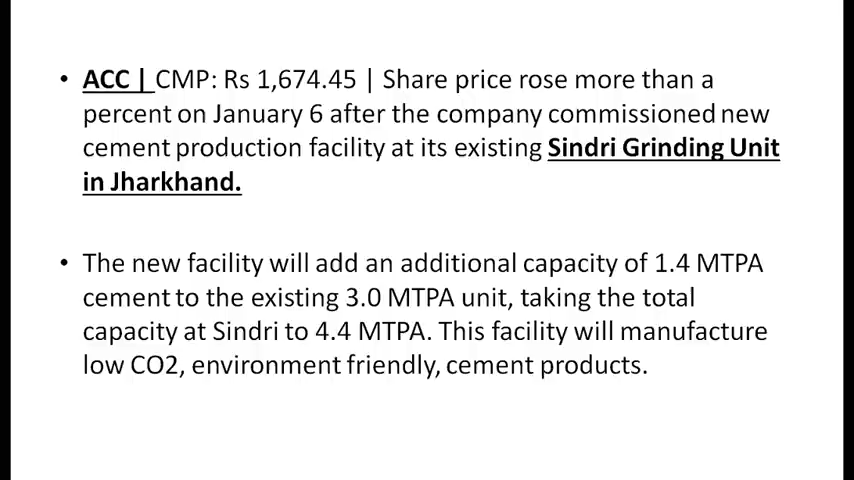 • ACC | CMP: Rs 1,674.45 | Share price rose more than a
percent on January 6 after the company commissioned new
cement production facility at its existing Sindri Grinding Unit
in Jharkhand.
• The new facility will add an additional capacity of 1.4 MTPA
cement to the existing 3.0 MTPA unit, taking the total
capacity at Sindri to 4.4 MTPA. This facility will manufacture
low CO2, environment friendly, cement products.